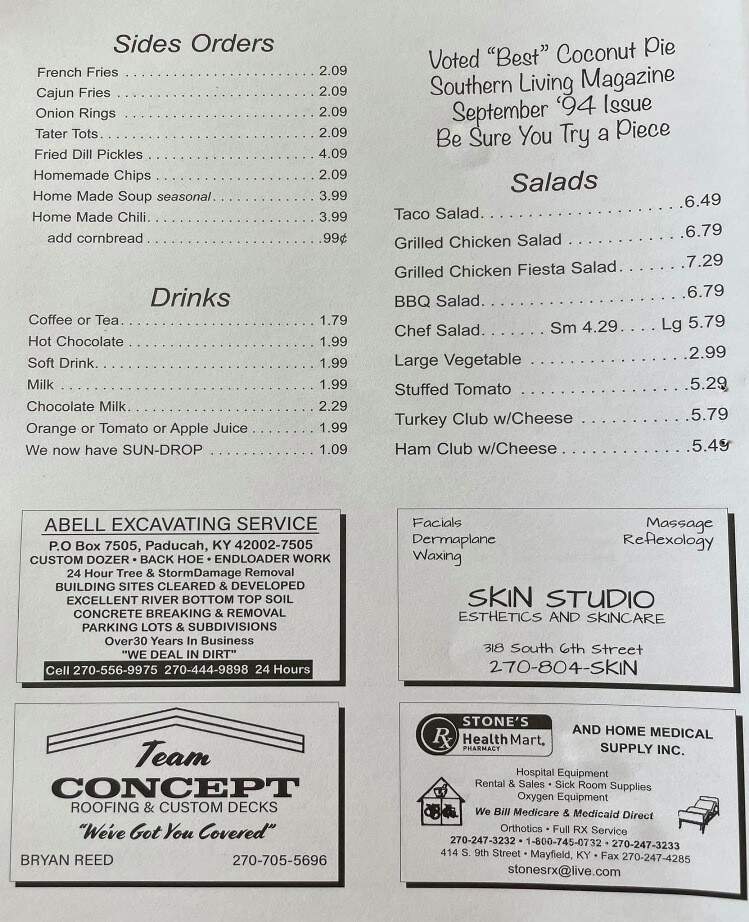 Sides Orders
French Fries . . . . . . . . . . . . . . . . . . . . . . . . 2.09
Cajun Fries . . . . . . . . . . . . . . . . . . . . . . . . . 2.09
Onion Rings . . . . . . . . . . . . . . . . . . . . . . . . 2.09
Tater Tots. . . . . . . . . . . . . . . . . . . . . . . . . . . 2.09
Fried Dill Pickles . . . . . . . . . . . . . . . . . . . . . 4.09
Homemade Chips . . . . . . . . . . . . . . . . . . . . 2.09
Home Made Soup seasonal. . . . . . . . . . . . . 3.99
Home Made Chili. . . . . . . . . . . . . . . . . . . . . 3.99
add cornbread . . . . . . . . . . . . . . . . . . . . . .99¢
Drinks
Coffee or Tea. . . . . . . . . . . . . . . . . . . . . . . . 1.79
Hot Chocolate . . . . . . . . . . . . . . . . . . . . . . . 1.99
Soft Drink. . . . . . . . . . . . . . . . . . . . . . . . . . . 1.99
Milk . . . . . . . . . . . . . . . . . . . . . . . . . . . . . . . 1.99
Chocolate Milk. . . . . . . . . . . . . . . . . . . . . . . 2.29
Orange or Tomato or Apple Juice . . . . . . . . 1.99
We now have SUN-DROP . . . . . . . . . . . . . 1.09
Voted “Best” Coconut Pie
Southern Living Magazine
September ‘94 Issue
Be Sure You Try a Piece
Salads
Taco Salad. . . . . . . . . . . . . . . . . . . . .6.49
Grilled Chicken Salad . . . . . . . . . . . .6.79
Grilled Chicken Fiesta Salad. . . . . . .7.29
BBQ Salad. . . . . . . . . . . . . . . . . . . . .6.79
Chef Salad. . . . . . . Sm 4.29. . . . Lg 5.79
Large Vegetable . . . . . . . . . . . . . . . .2.99
Stuffed Tomato . . . . . . . . . . . . . . . . .5.29
Turkey Club w/Cheese . . . . . . . . . . .5.79
Ham Club w/Cheese . . . . . . . . . . . . .5.49
ABELL EXCAVATING SERVICE
P.O Box 7505, Paducah, KY 42002-7505
CUSTOM DOZER • BACK HOE • ENDLOADER WORK
24 Hour Tree & StormDamage Removal
BUILDING SITES CLEARED & DEVELOPED
EXCELLENT RIVER BOTTOM TOP SOIL
CONCRETE BREAKING & REMOVAL
PARKING LOTS & SUBDIVISIONS
Over30 Years In Business
"WE DEAL IN DIRT"
Cell 270-556-9975 270-444-9898 24 Hours
Facials Massage
Dermaplane Reflexology
Waxing
SKIN STUDIO
ESTHETICS AND SKINCARE
318 South 6th Street
270-804-SKIN
Team
CONCEPT
ROOFING & CUSTOM DECKS
"We've Got You Covered"
BRYAN REED 270-705-5696
Rx
STONE'S
HealthMart.
PHARMACY
AND HOME MEDICAL
SUPPLY INC.
Hospital Equipment
Rental & Sales • Sick Room Supplies
Oxygen Equipment
We Bill Medicare & Medicaid Direct
Orthotics • Full RX Service
270-247-3232 • 1-800-745-0732 • 270-247-3233
414 S. 9th Street • Mayfield, KY • Fax 270-247-4285
stonesrx@live.com